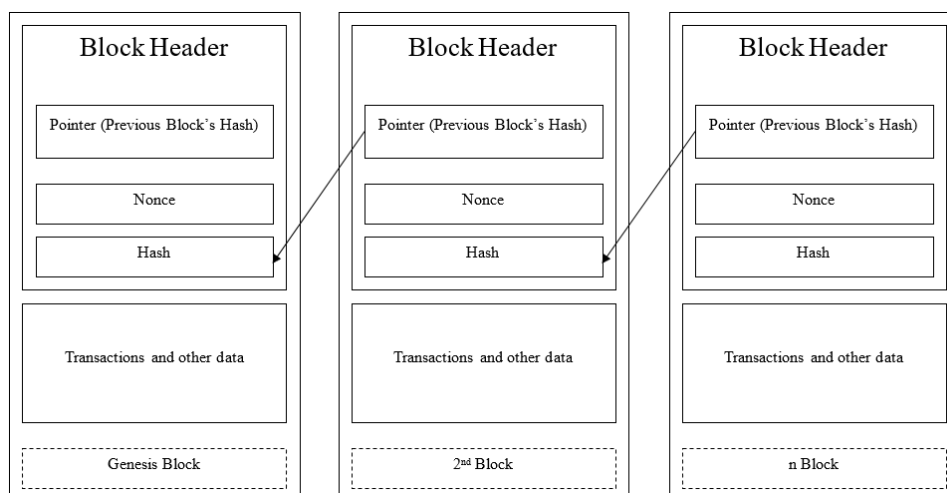 Block Header
Pointer (Previous Block's Hash)
Nonce
Hash
Transactions and other data
Genesis Block
Block Header
Pointer (Previous Block's Hash)
Nonce
Hash
Transactions and other data
2nd Block
Block Header
Pointer (Previous Block's Hash)
Nonce
Hash
Transactions and other data
n Block